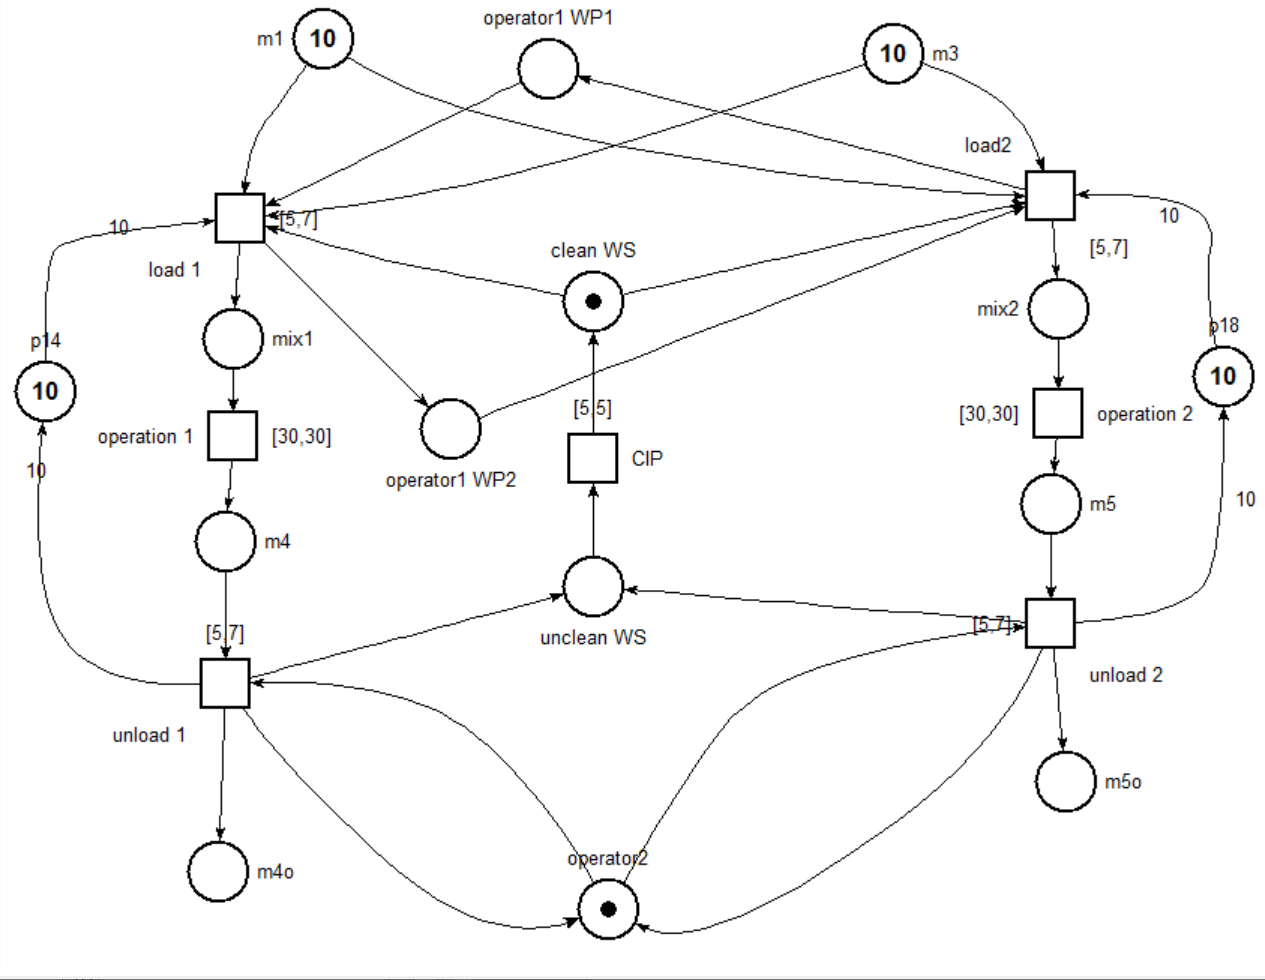 operator1 WP1
m1
10
10
m3
load2
[5,7]
10
10
load 1
clean WS
[5,7]
mix1
mix2
p14
p18
10
10
[5,5]
[30,30]
operation 2
operation 1
[30,30]
CIP
operator1 WP2
10
10
m4
m5
[5,7]
unclean WS
[5,7]
unload 1
unload 2
m5o
operator2
m4o